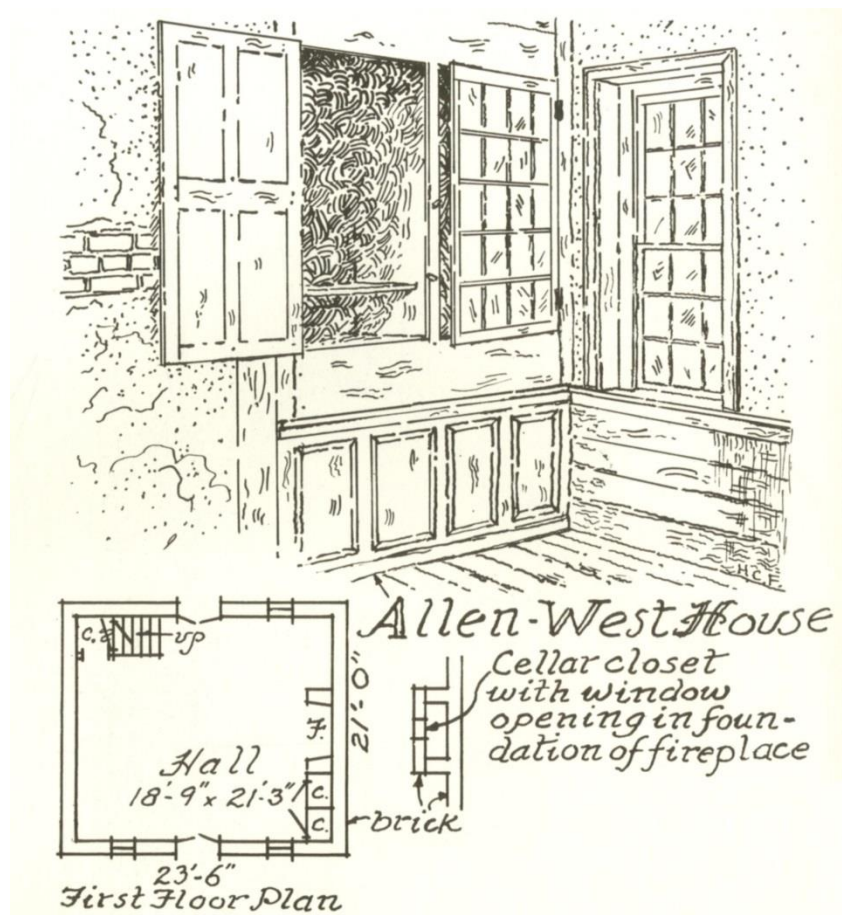 H.C.F.
Allen-West House
Cellar closet
with window
opening in foun-
dation of fireplace
c.
up
21'-0"
F.
Hall
18'-9" x 21'-3"
c.
c.
brick
23'-6"
First Floor Plan